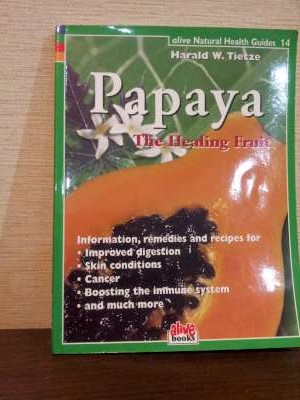 alive Natural Health Guides 14
Harald W. Tietze
Papaya
The Healing Fruit
Information, remedies and recipes for
• Improved digestion
• Skin conditions
• Cancer
• Boosting the immune system
• and much more
alive
books